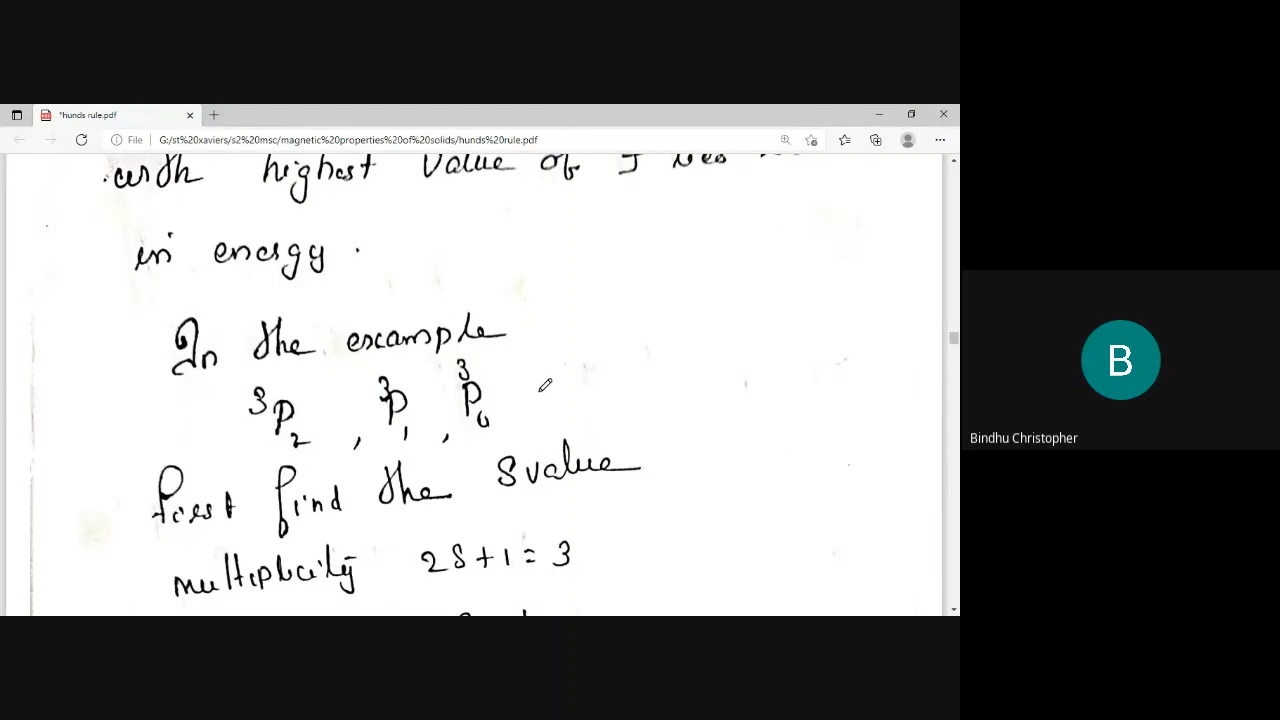 *hunds rule.pdf
File G:/st%20xaviers/s2%20msc/magnetic%20properties%20of%20solids/hunds%20rule.pdf
with highest value of J lies
in energy.
In the example
³P₂ , ³P₁ , ³P₀
first find the S value
multiplicity 2S+1=3
B
Bindhu Christopher